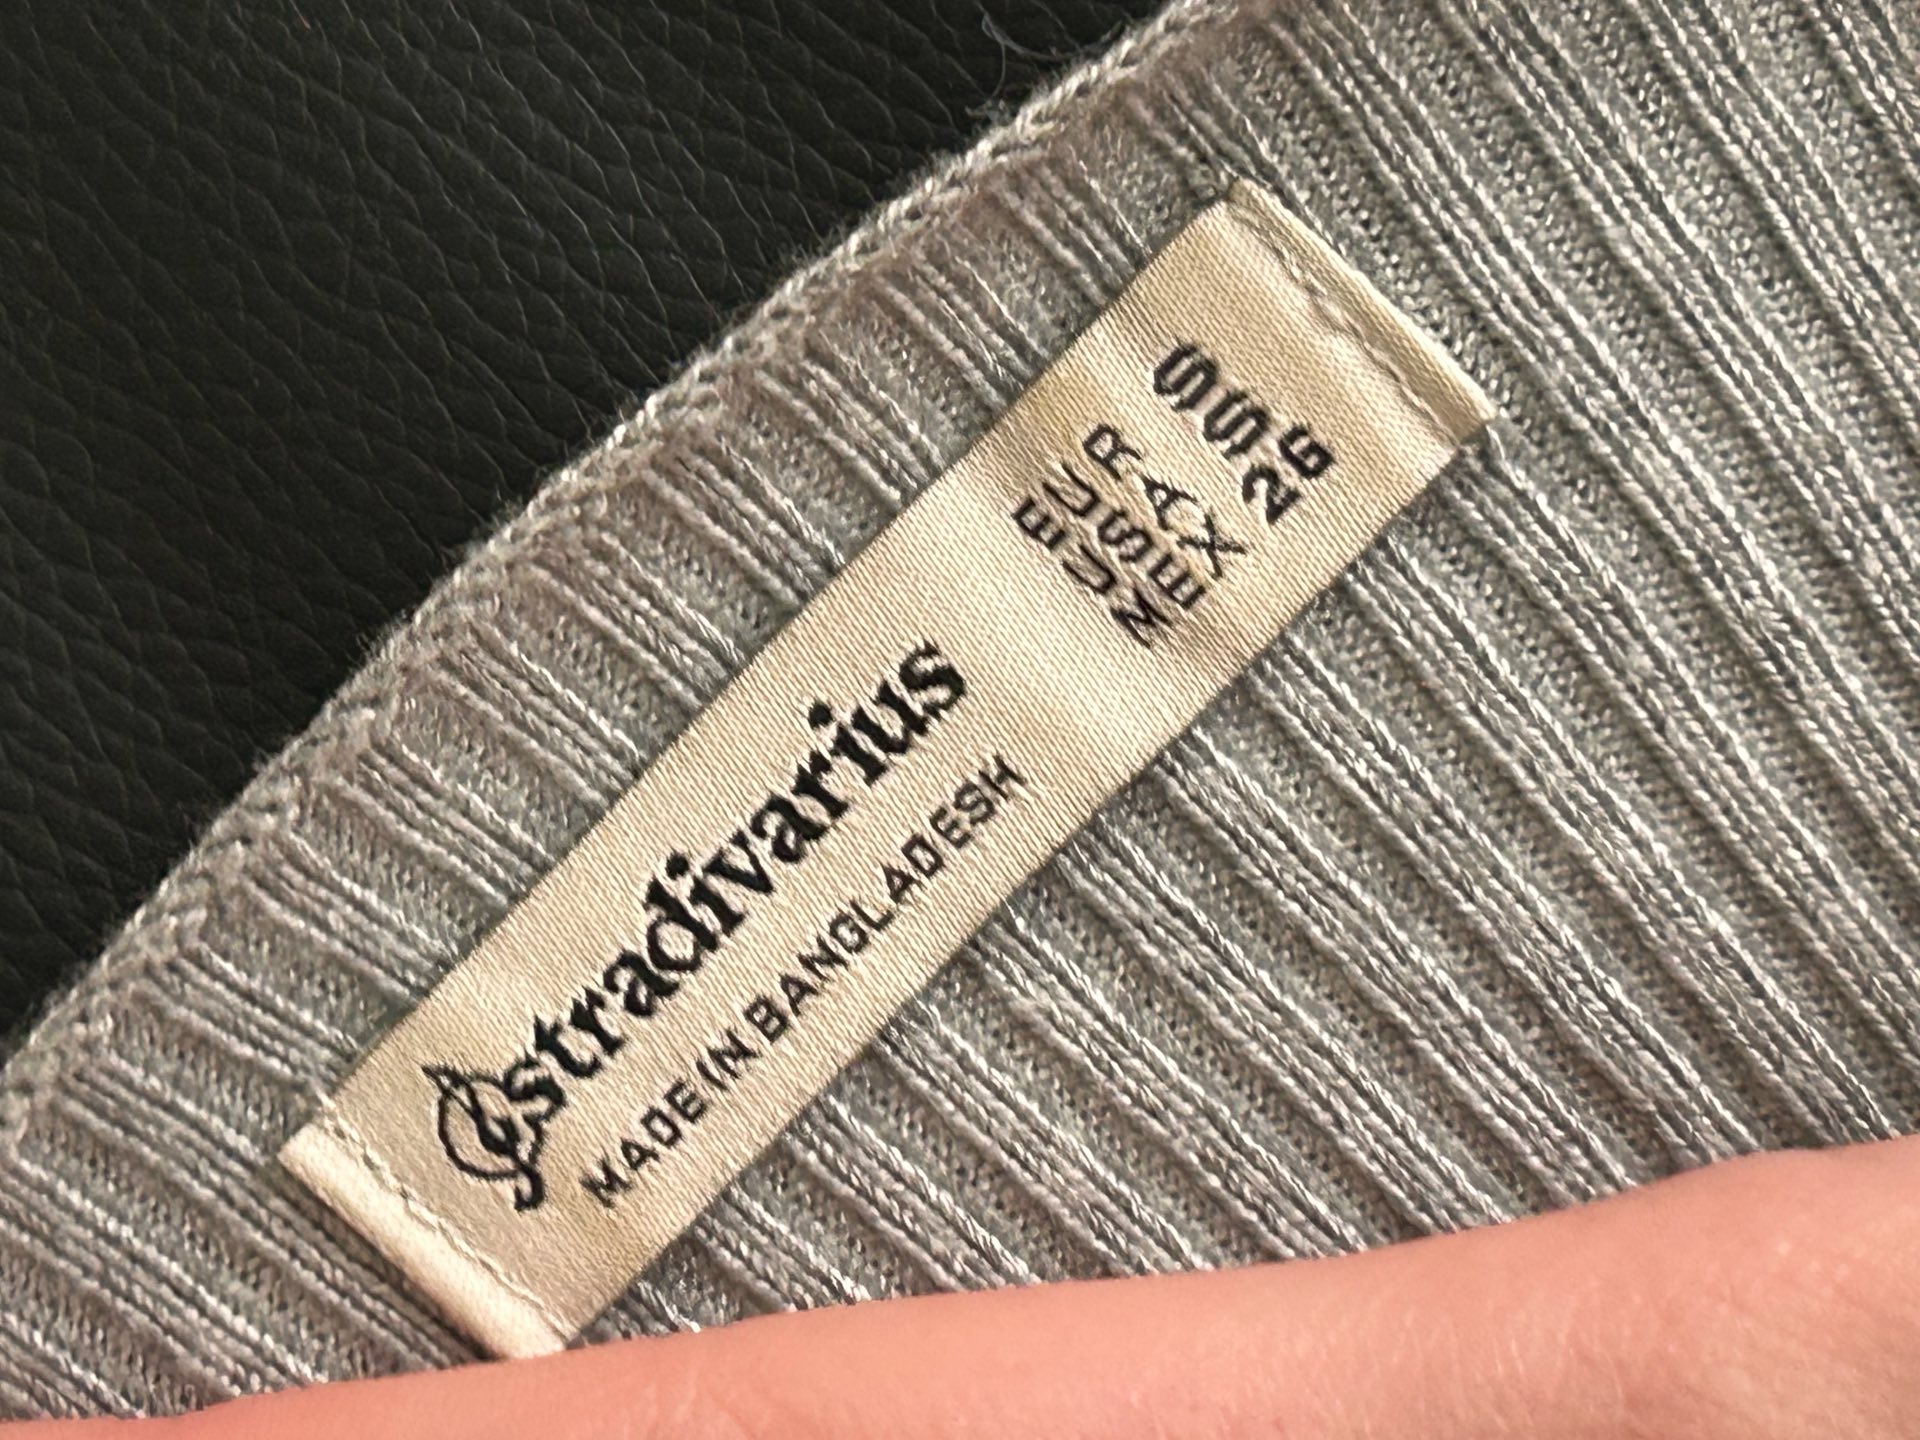 stradivarius
MADE IN BANGLADESH
EUR S
USA S
MEX 26